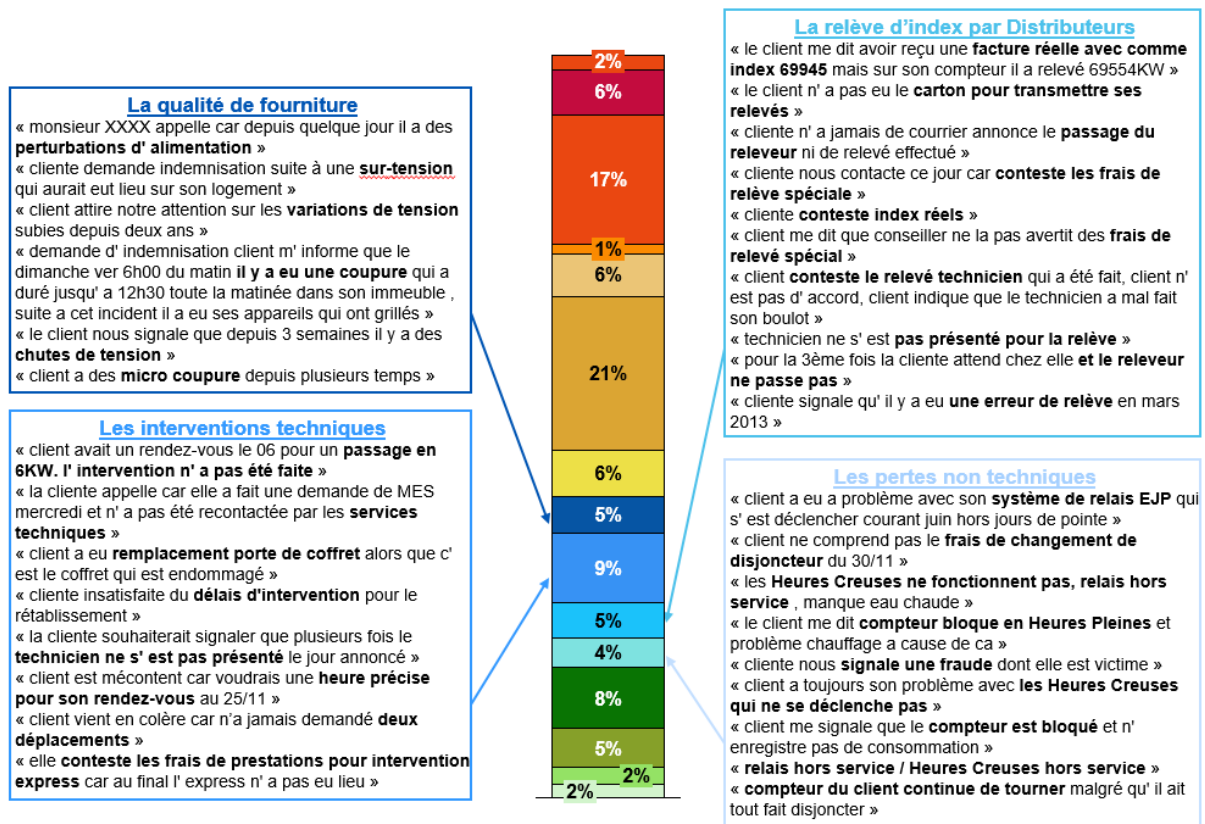 La qualité de fourniture
« monsieur XXXX appelle car depuis quelque jour il a des
perturbations d' alimentation »
« cliente demande indemnisation suite à une sur-tension
qui aurait eut lieu sur son logement »
« client attire notre attention sur les variations de tension
subies depuis deux ans »
« demande d' indemnisation client m' informe que le
dimanche ver 6h00 du matin il y a eu une coupure qui a
duré jusqu' a 12h30 toute la matinée dans son immeuble ,
suite a cet incident il a eu ses appareils qui ont grillés »
« le client nous signale que depuis 3 semaines il y a des
chutes de tension »
« client a des micro coupure depuis plusieurs temps »
Les interventions techniques
« client avait un rendez-vous le 06 pour un passage en
6KW. l' intervention n' a pas été faite »
« la cliente appelle car elle a fait une demande de MES
mercredi et n' a pas été recontactée par les services
techniques »
« client a eu remplacement porte de coffret alors que c'
est le coffret qui est endommagé »
« cliente insatisfaite du délais d'intervention pour le
rétablissement »
« la cliente souhaiterait signaler que plusieurs fois le
technicien ne s' est pas présenté le jour annoncé »
« client est mécontent car voudrais une heure précise
pour son rendez-vous au 25/11 »
« client vient en colère car n'a jamais demandé deux
déplacements »
« elle conteste les frais de prestations pour intervention
express car au final l' express n' a pas eu lieu »
2%
6%
17%
1%
6%
21%
6%
5%
9%
5%
4%
8%
5%
2%
2%
La relève d'index par Distributeurs
« le client me dit avoir reçu une facture réelle avec comme
index 69945 mais sur son compteur il a relevé 69554KW »
« le client n' a pas eu le carton pour transmettre ses
relevés »
« cliente n' a jamais de courrier annonce le passage du
releveur ni de relevé effectué »
« cliente nous contacte ce jour car conteste les frais de
relève spéciale »
« cliente conteste index réels »
« client me dit que conseiller ne la pas avertit des frais de
relevé spécial »
« client conteste le relevé technicien qui a été fait, client n'
est pas d' accord, client indique que le technicien a mal fait
son boulot »
« technicien ne s' est pas présenté pour la relève »
« pour la 3ème fois la cliente attend chez elle et le releveur
ne passe pas »
« cliente signale qu' il y a eu une erreur de relève en mars
2013 »
Les pertes non techniques
« client a eu a problème avec son système de relais EJP qui
s' est déclencher courant juin hors jours de pointe »
« client ne comprend pas le frais de changement de
disjoncteur du 30/11 »
« les Heures Creuses ne fonctionnent pas, relais hors
service , manque eau chaude »
« le client me dit compteur bloque en Heures Pleines et
problème chauffage a cause de ca »
« cliente nous signale une fraude dont elle est victime »
« client a toujours son problème avec les Heures Creuses
qui ne se déclenche pas »
« client me signale que le compteur est bloqué et n'
enregistre pas de consommation »
« relais hors service / Heures Creuses hors service »
« compteur du client continue de tourner malgré qu' il ait
tout fait disjoncter »